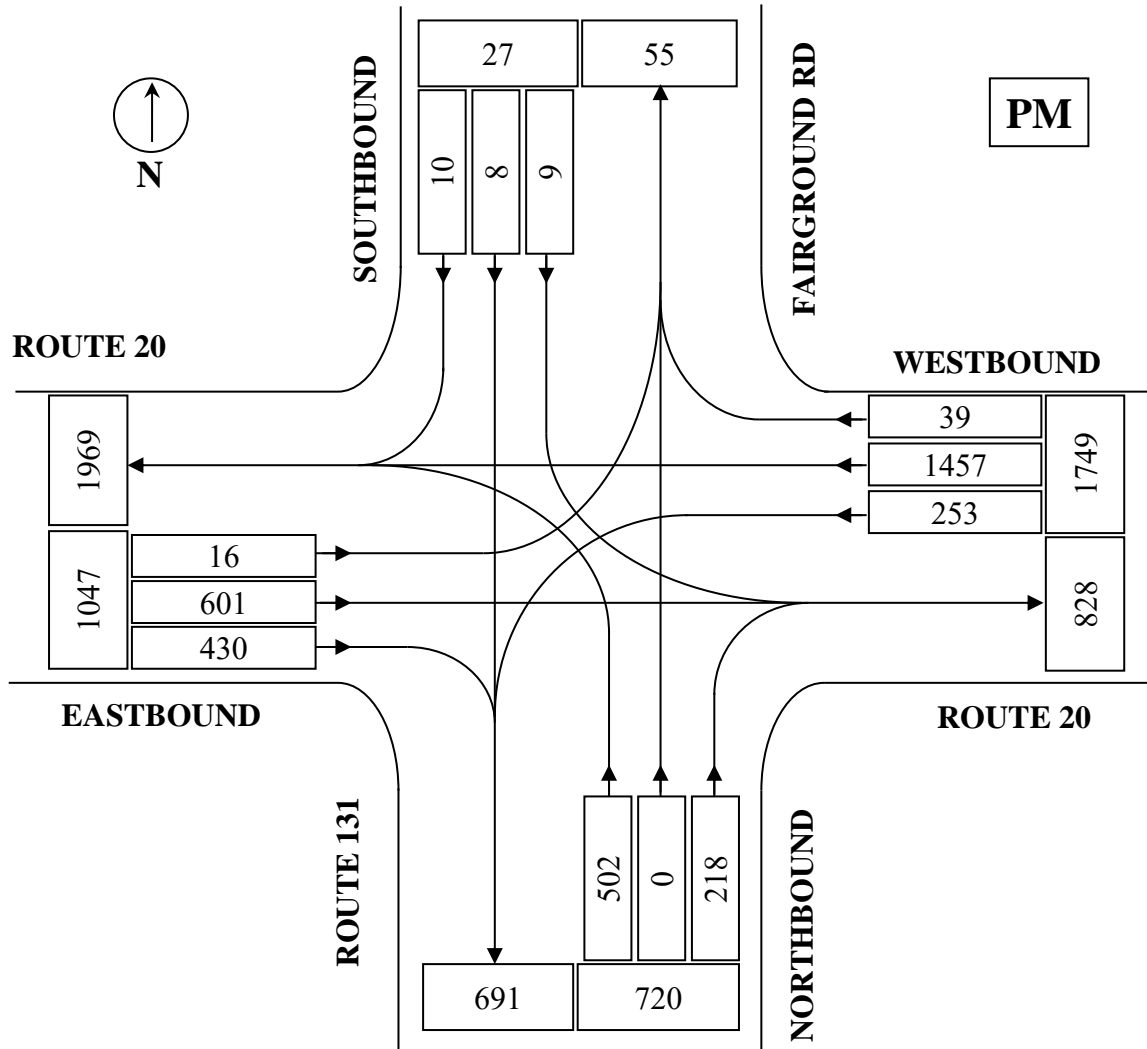 27 55
SOUTHBOUND
10
8
9
FAIRGROUND RD
PM
N
ROUTE 20
WESTBOUND
1969
39
1457
253
1749
1047
16
601
430
828
EASTBOUND
ROUTE 20
ROUTE 131
502
0
218
NORTHBOUND
691 720